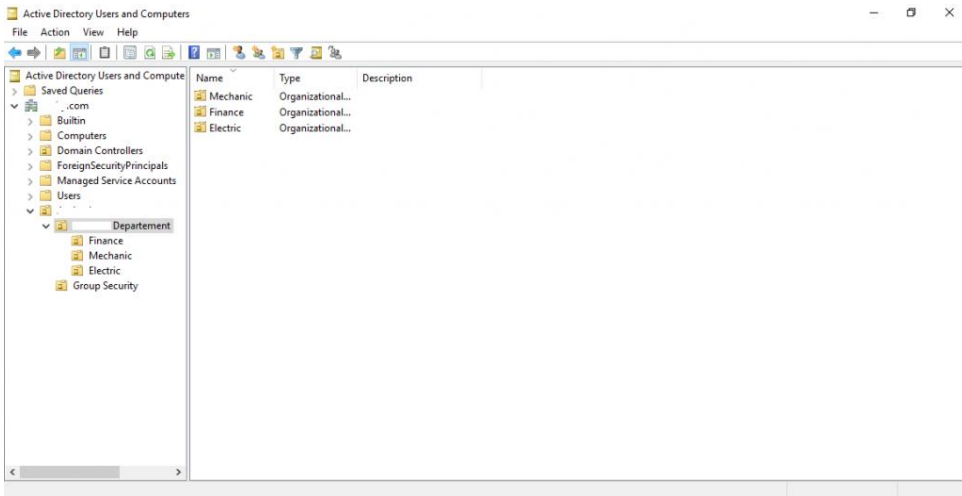 Active Directory Users and Computers
File Action View Help
Active Directory Users and Compute
Saved Queries
.com
Builtin
Computers
Domain Controllers
ForeignSecurityPrincipals
Managed Service Accounts
Users
Departement
Finance
Mechanic
Electric
Group Security
Name Type Description
Mechanic Organizational...
Finance Organizational...
Electric Organizational...